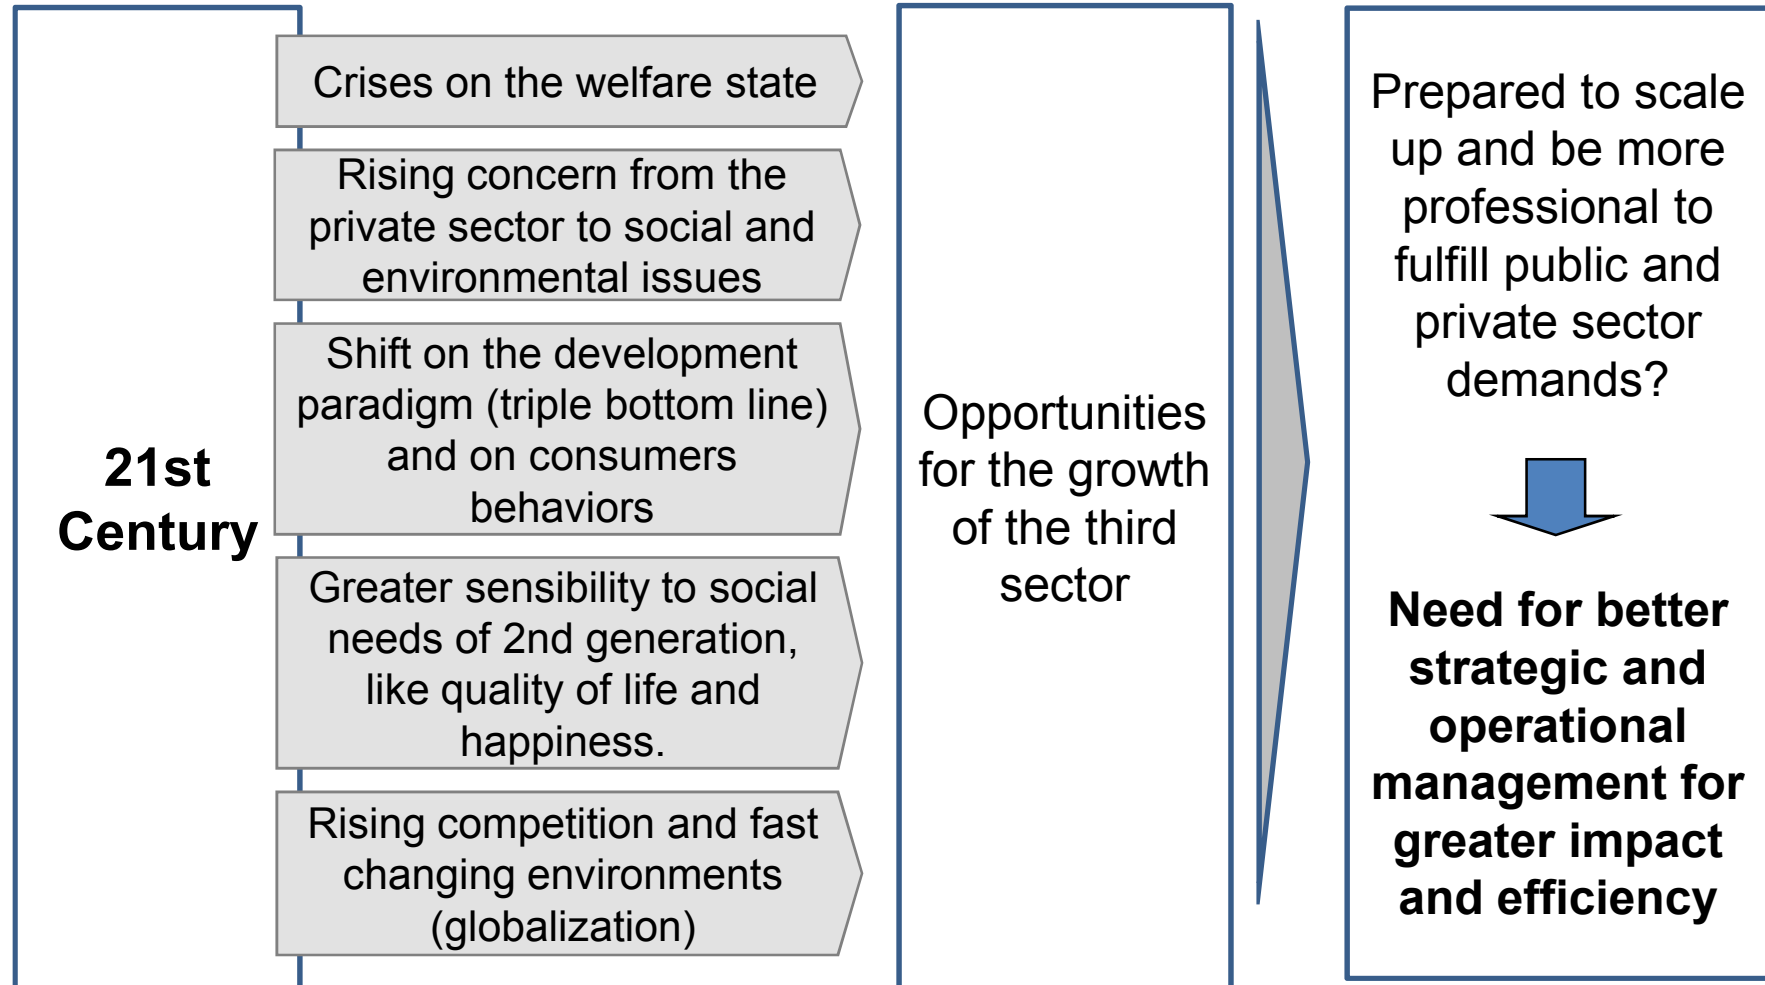 21st
Century
Crises on the welfare state
Rising concern from the
private sector to social and
environmental issues
Shift on the development
paradigm (triple bottom line)
and on consumers
behaviors
Greater sensibility to social
needs of 2nd generation,
like quality of life and
happiness.
Rising competition and fast
changing environments
(globalization)
Opportunities
for the growth
of the third
sector
Prepared to scale
up and be more
professional to
fulfill public and
private sector
demands?
Need for better
strategic and
operational
management for
greater impact
and efficiency